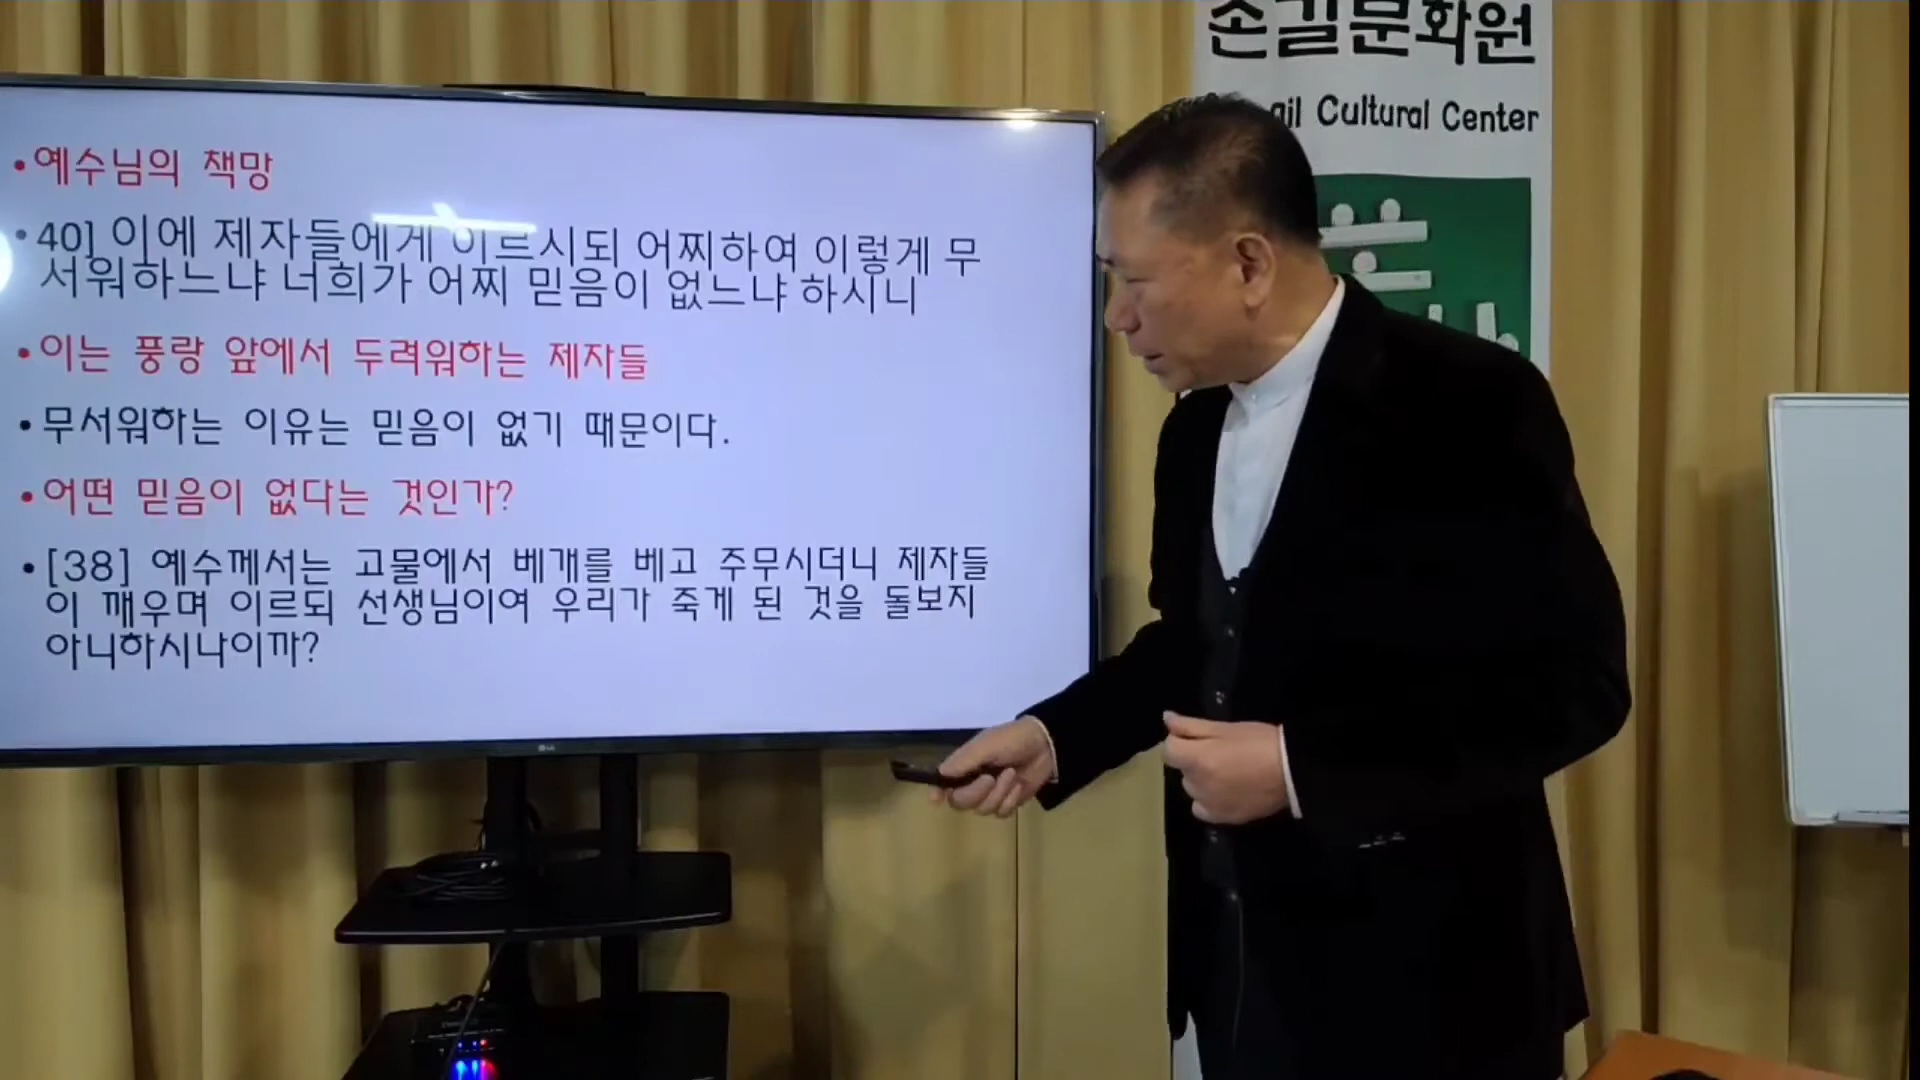 손길문화원
Cultural Center
•예수님의 책망
•40] 이에 제자들에게 이르시되 어찌하여 이렇게 무
서워하느냐 너희가 어찌 믿음이 없느냐 하시니
•이는 풍랑 앞에서 두려워하는 제자들
•무서워하는 이유는 믿음이 없기 때문이다.
•어떤 믿음이 없다는 것인가?
•[38] 예수께서는 고물에서 베개를 베고 주무시더니 제자들
이 깨우며 이르되 선생님이여 우리가 죽게 된 것을 돌보지
아니하시나이까?
LG